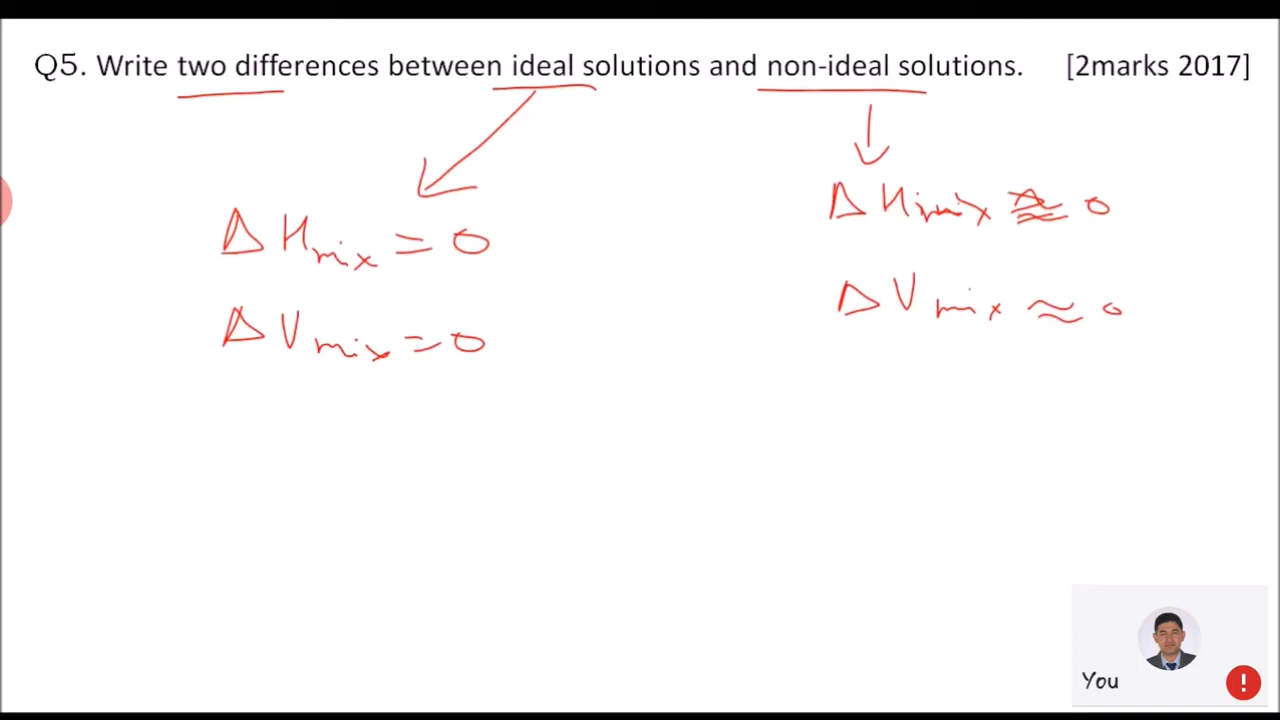 Q5. Write two differences between ideal solutions and non-ideal solutions. [2marks 2017]
ΔHmix = 0
ΔHmix ≈ 0
ΔVmix = 0
ΔVmix ≈ 0
You
!